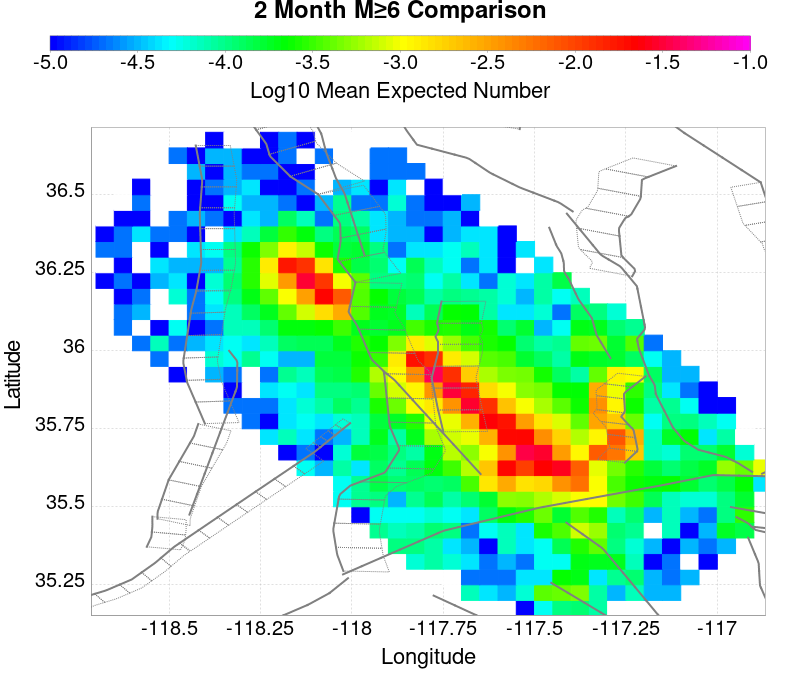 2 Month M≥6 Comparison
-5.0 -4.5 -4.0 -3.5 -3.0 -2.5 -2.0 -1.5 -1.0
Log10 Mean Expected Number
36.5
36.25
36
35.75
35.5
35.25
Latitude
-118.5 -118.25 -118 -117.75 -117.5 -117.25 -117
Longitude